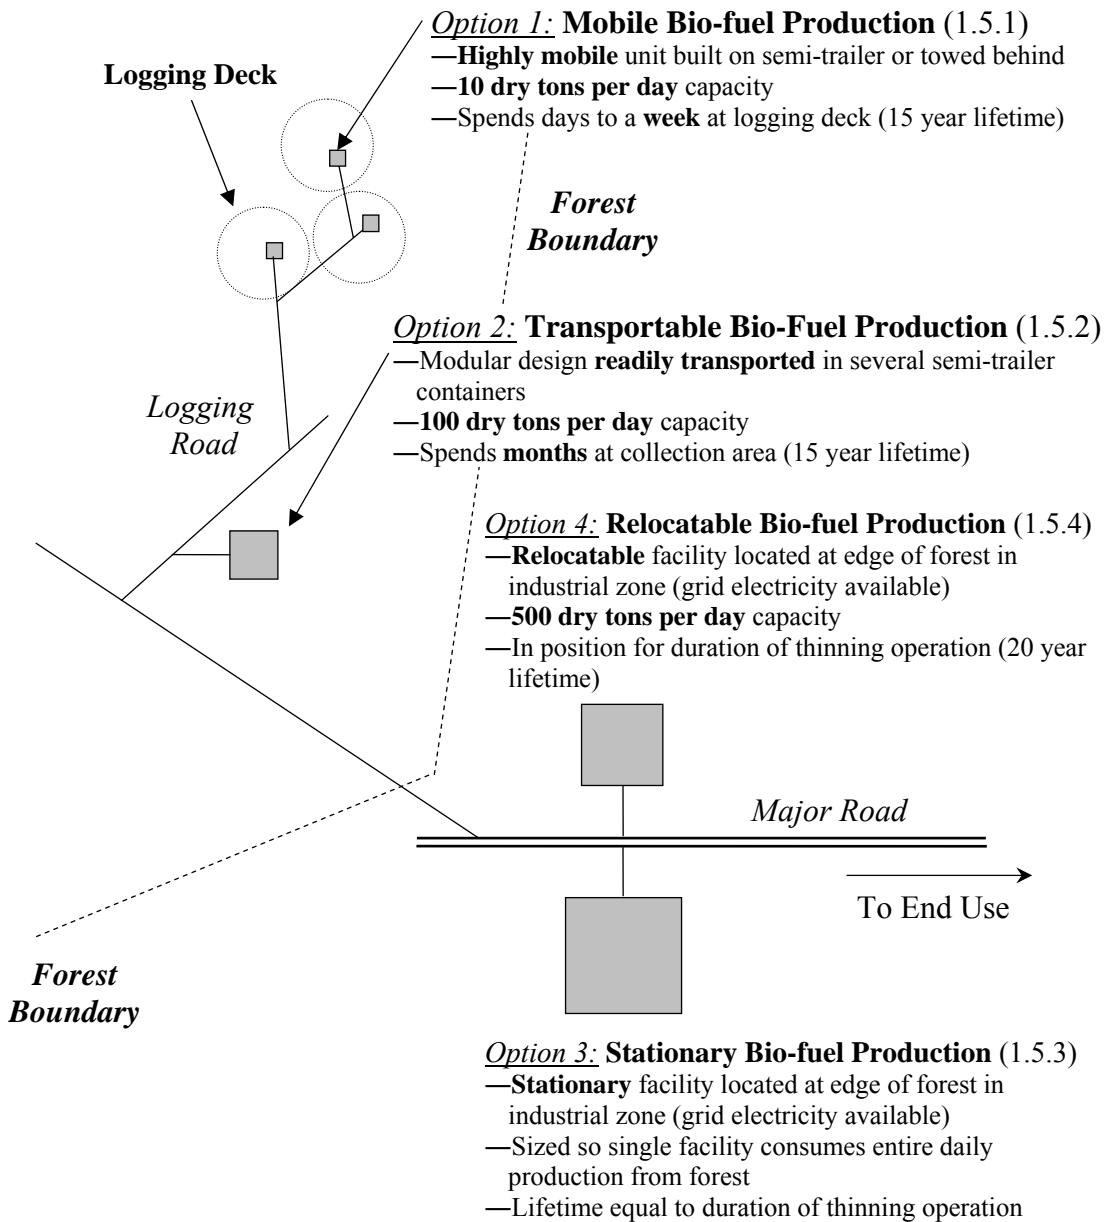 Option 1: Mobile Bio-fuel Production (1.5.1)
—Highly mobile unit built on semi-trailer or towed behind
—10 dry tons per day capacity
—Spends days to a week at logging deck (15 year lifetime)
Logging Deck
Forest
Boundary
Option 2: Transportable Bio-Fuel Production (1.5.2)
—Modular design readily transported in several semi-trailer
containers
—100 dry tons per day capacity
—Spends months at collection area (15 year lifetime)
Logging
Road
Option 4: Relocatable Bio-fuel Production (1.5.4)
—Relocatable facility located at edge of forest in
industrial zone (grid electricity available)
—500 dry tons per day capacity
—In position for duration of thinning operation (20 year
lifetime)
Major Road
To End Use
Forest
Boundary
Option 3: Stationary Bio-fuel Production (1.5.3)
—Stationary facility located at edge of forest in
industrial zone (grid electricity available)
—Sized so single facility consumes entire daily
production from forest
—Lifetime equal to duration of thinning operation